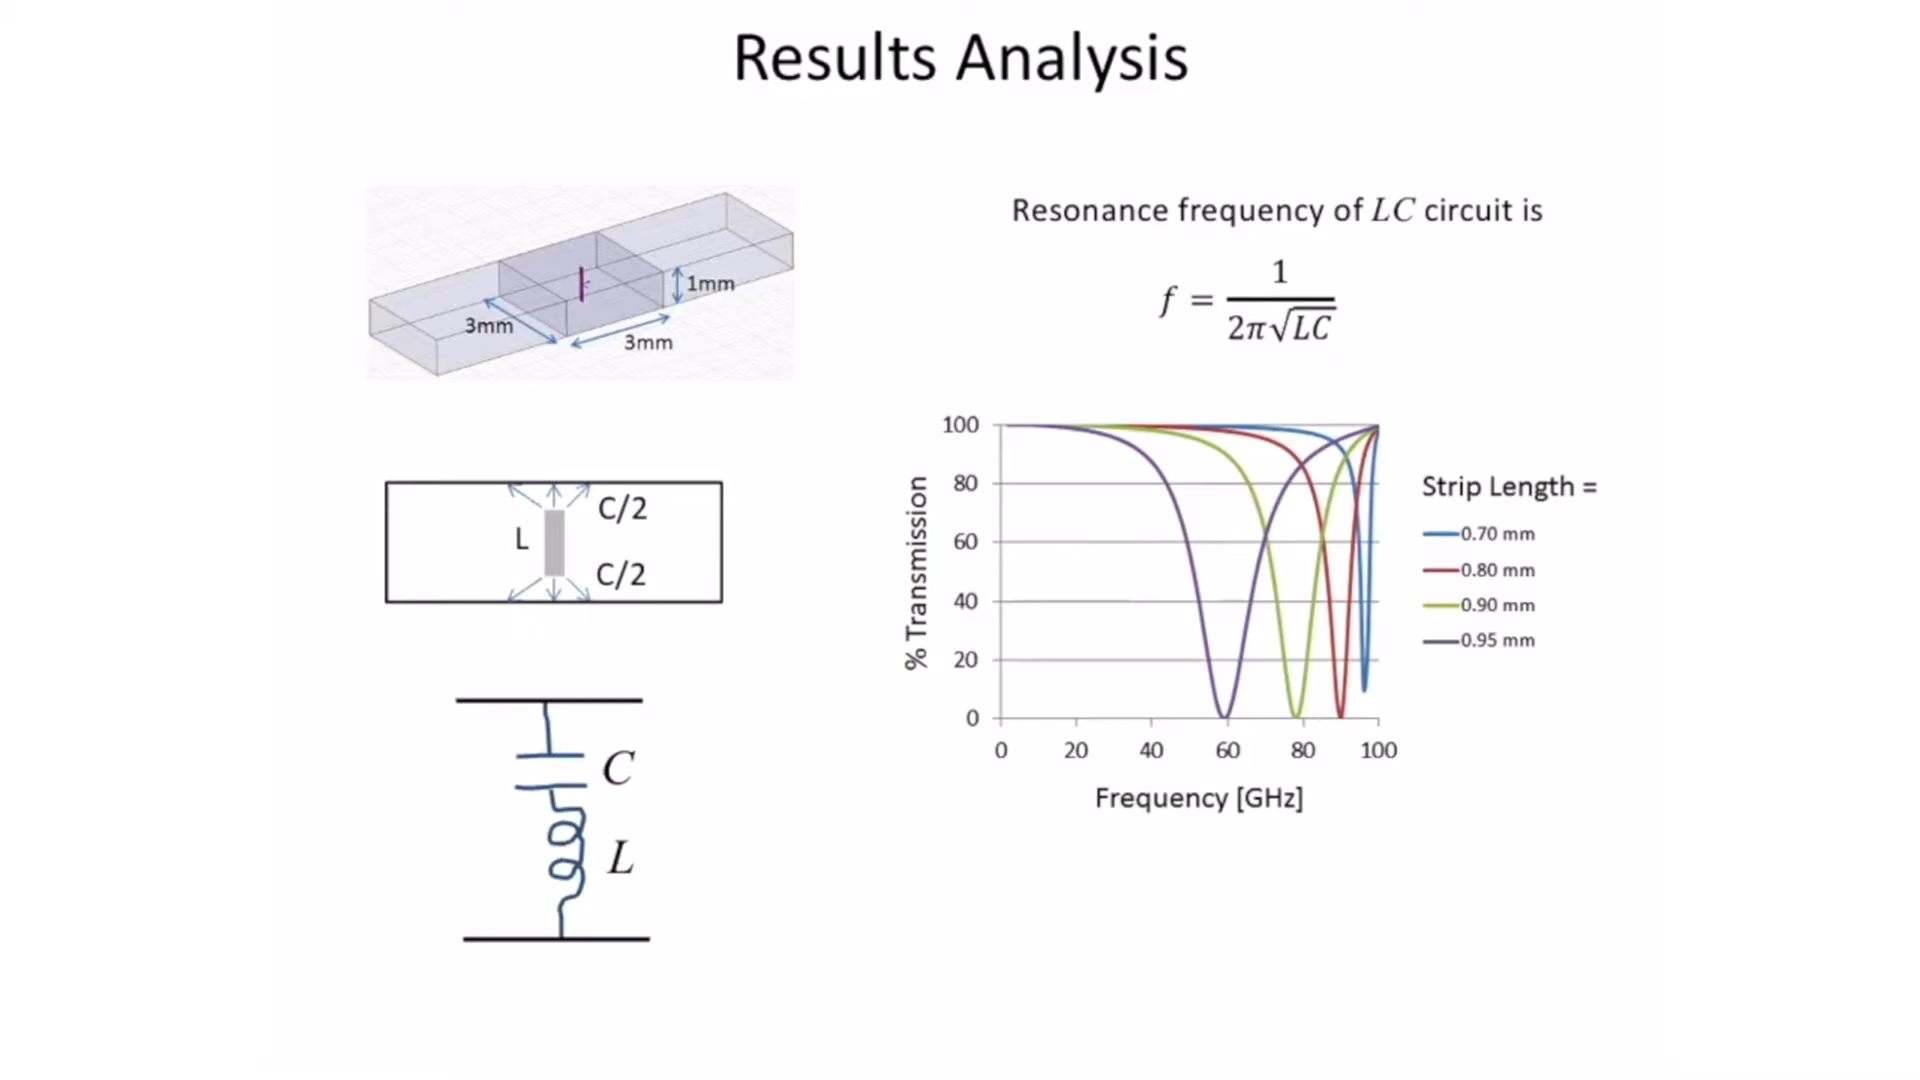 Results Analysis
1mm
3mm
3mm
Resonance frequency of LC circuit is
f = 1 / 2π√LC
C/2
L
C/2
C
L
100
80
60
40
20
0
% Transmission
0 20 40 60 80 100
Frequency [GHz]
Strip Length =
0.70 mm
0.80 mm
0.90 mm
0.95 mm